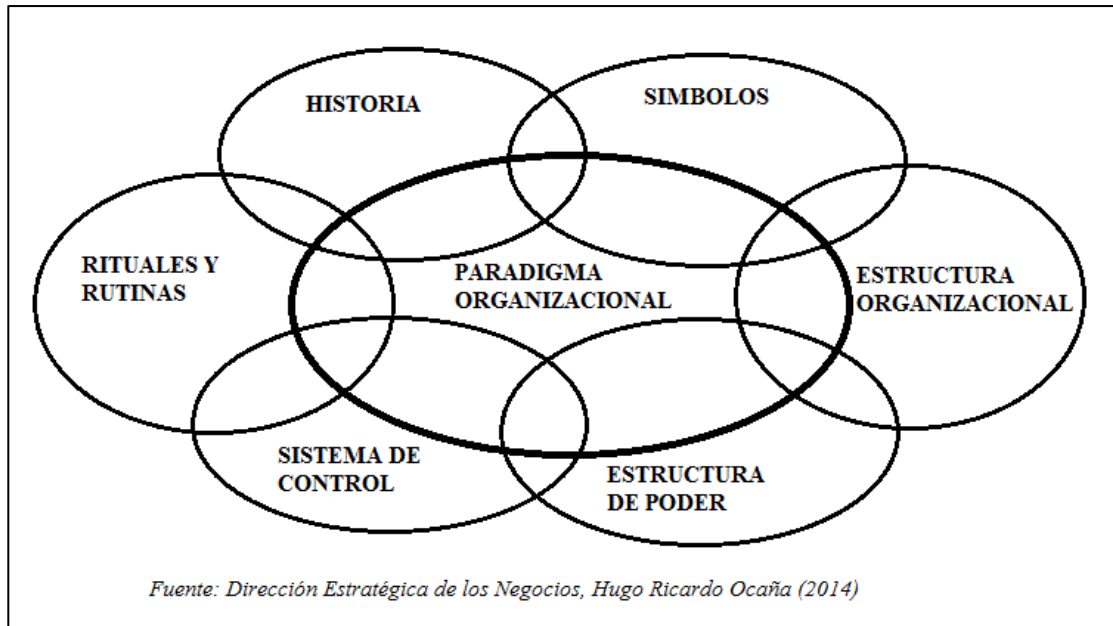 HISTORIA
SIMBOLOS
RITUALES Y
RUTINAS
PARADIGMA
ORGANIZACIONAL
ESTRUCTURA
ORGANIZACIONAL
SISTEMA DE
CONTROL
ESTRUCTURA
DE PODER
Fuente: Dirección Estratégica de los Negocios, Hugo Ricardo Ocaña (2014)